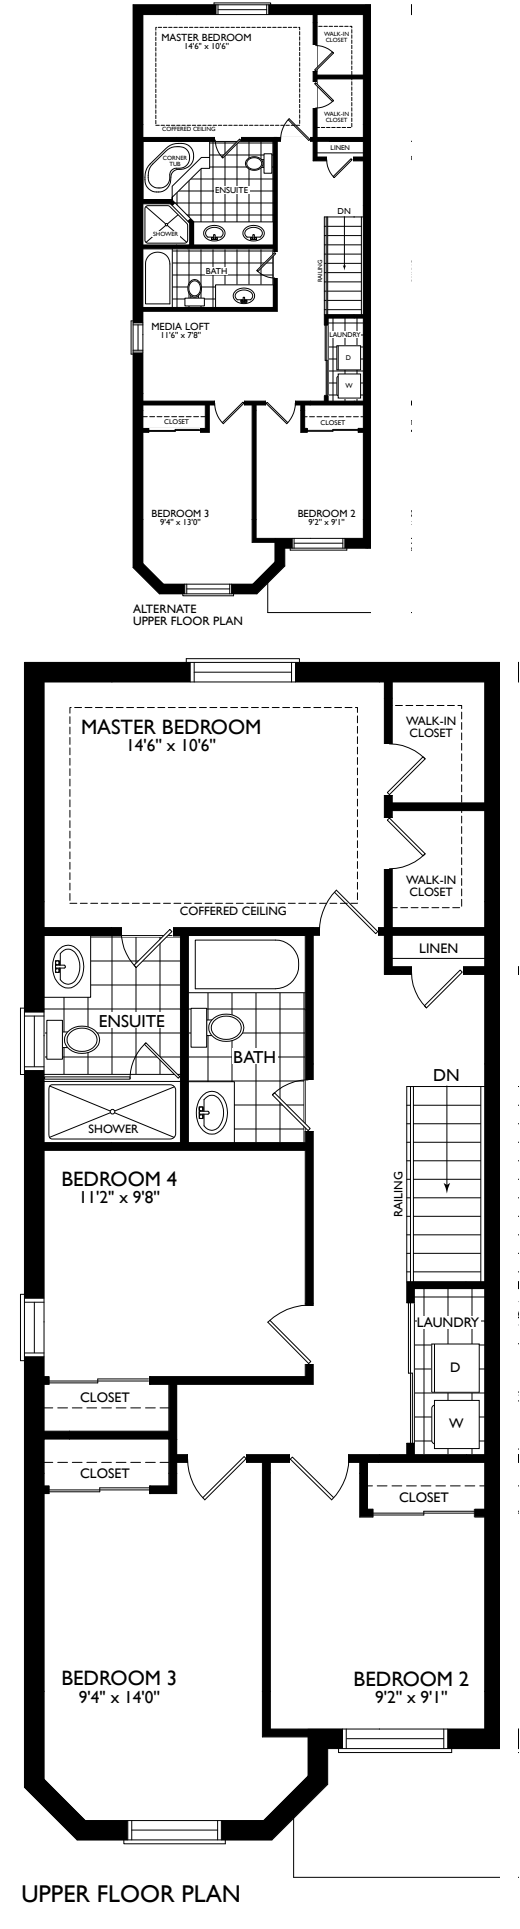 MASTER BEDROOM
14'6" x 10'6"
WALK-IN
CLOSET
WALK-IN
CLOSET
COFFERED CEILING
LINEN
CORNER
TUB
ENSUITE
SHOWER
DN
RAILING
BATH
MEDIA LOFT
11'6" x 7'8"
LAUNDRY
D
W
CLOSET
CLOSET
BEDROOM 3
9'4" x 13'0"
BEDROOM 2
9'2" x 9'1"
ALTERNATE
UPPER FLOOR PLAN
MASTER BEDROOM
14'6" x 10'6"
WALK-IN
CLOSET
WALK-IN
CLOSET
COFFERED CEILING
LINEN
ENSUITE
BATH
DN
SHOWER
BEDROOM 4
11'2" x 9'8"
RAILING
LAUNDRY
D
W
CLOSET
CLOSET
CLOSET
BEDROOM 3
9'4" x 14'0"
BEDROOM 2
9'2" x 9'1"
UPPER FLOOR PLAN